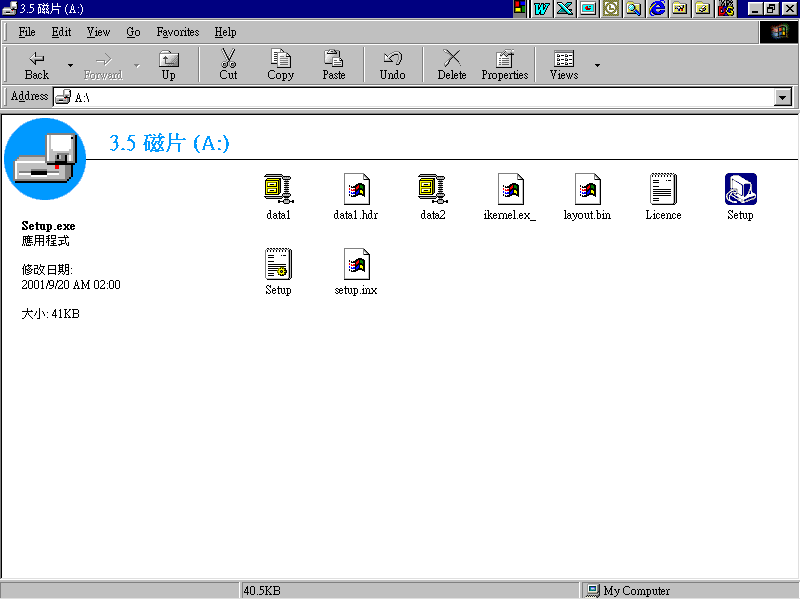 3.5 磁片 (A:)
File Edit View Go Favorites Help
Back Forward Up Cut Copy Paste Undo Delete Properties Views
Address A:\
3.5 磁片 (A:)
data1 data1.hdr data2 ikernel.ex_ layout.bin Licence Setup
Setup setup.inx
Setup.exe
應用程式
修改日期:
2001/9/20 AM 02:00
大小: 41KB
40.5KB My Computer